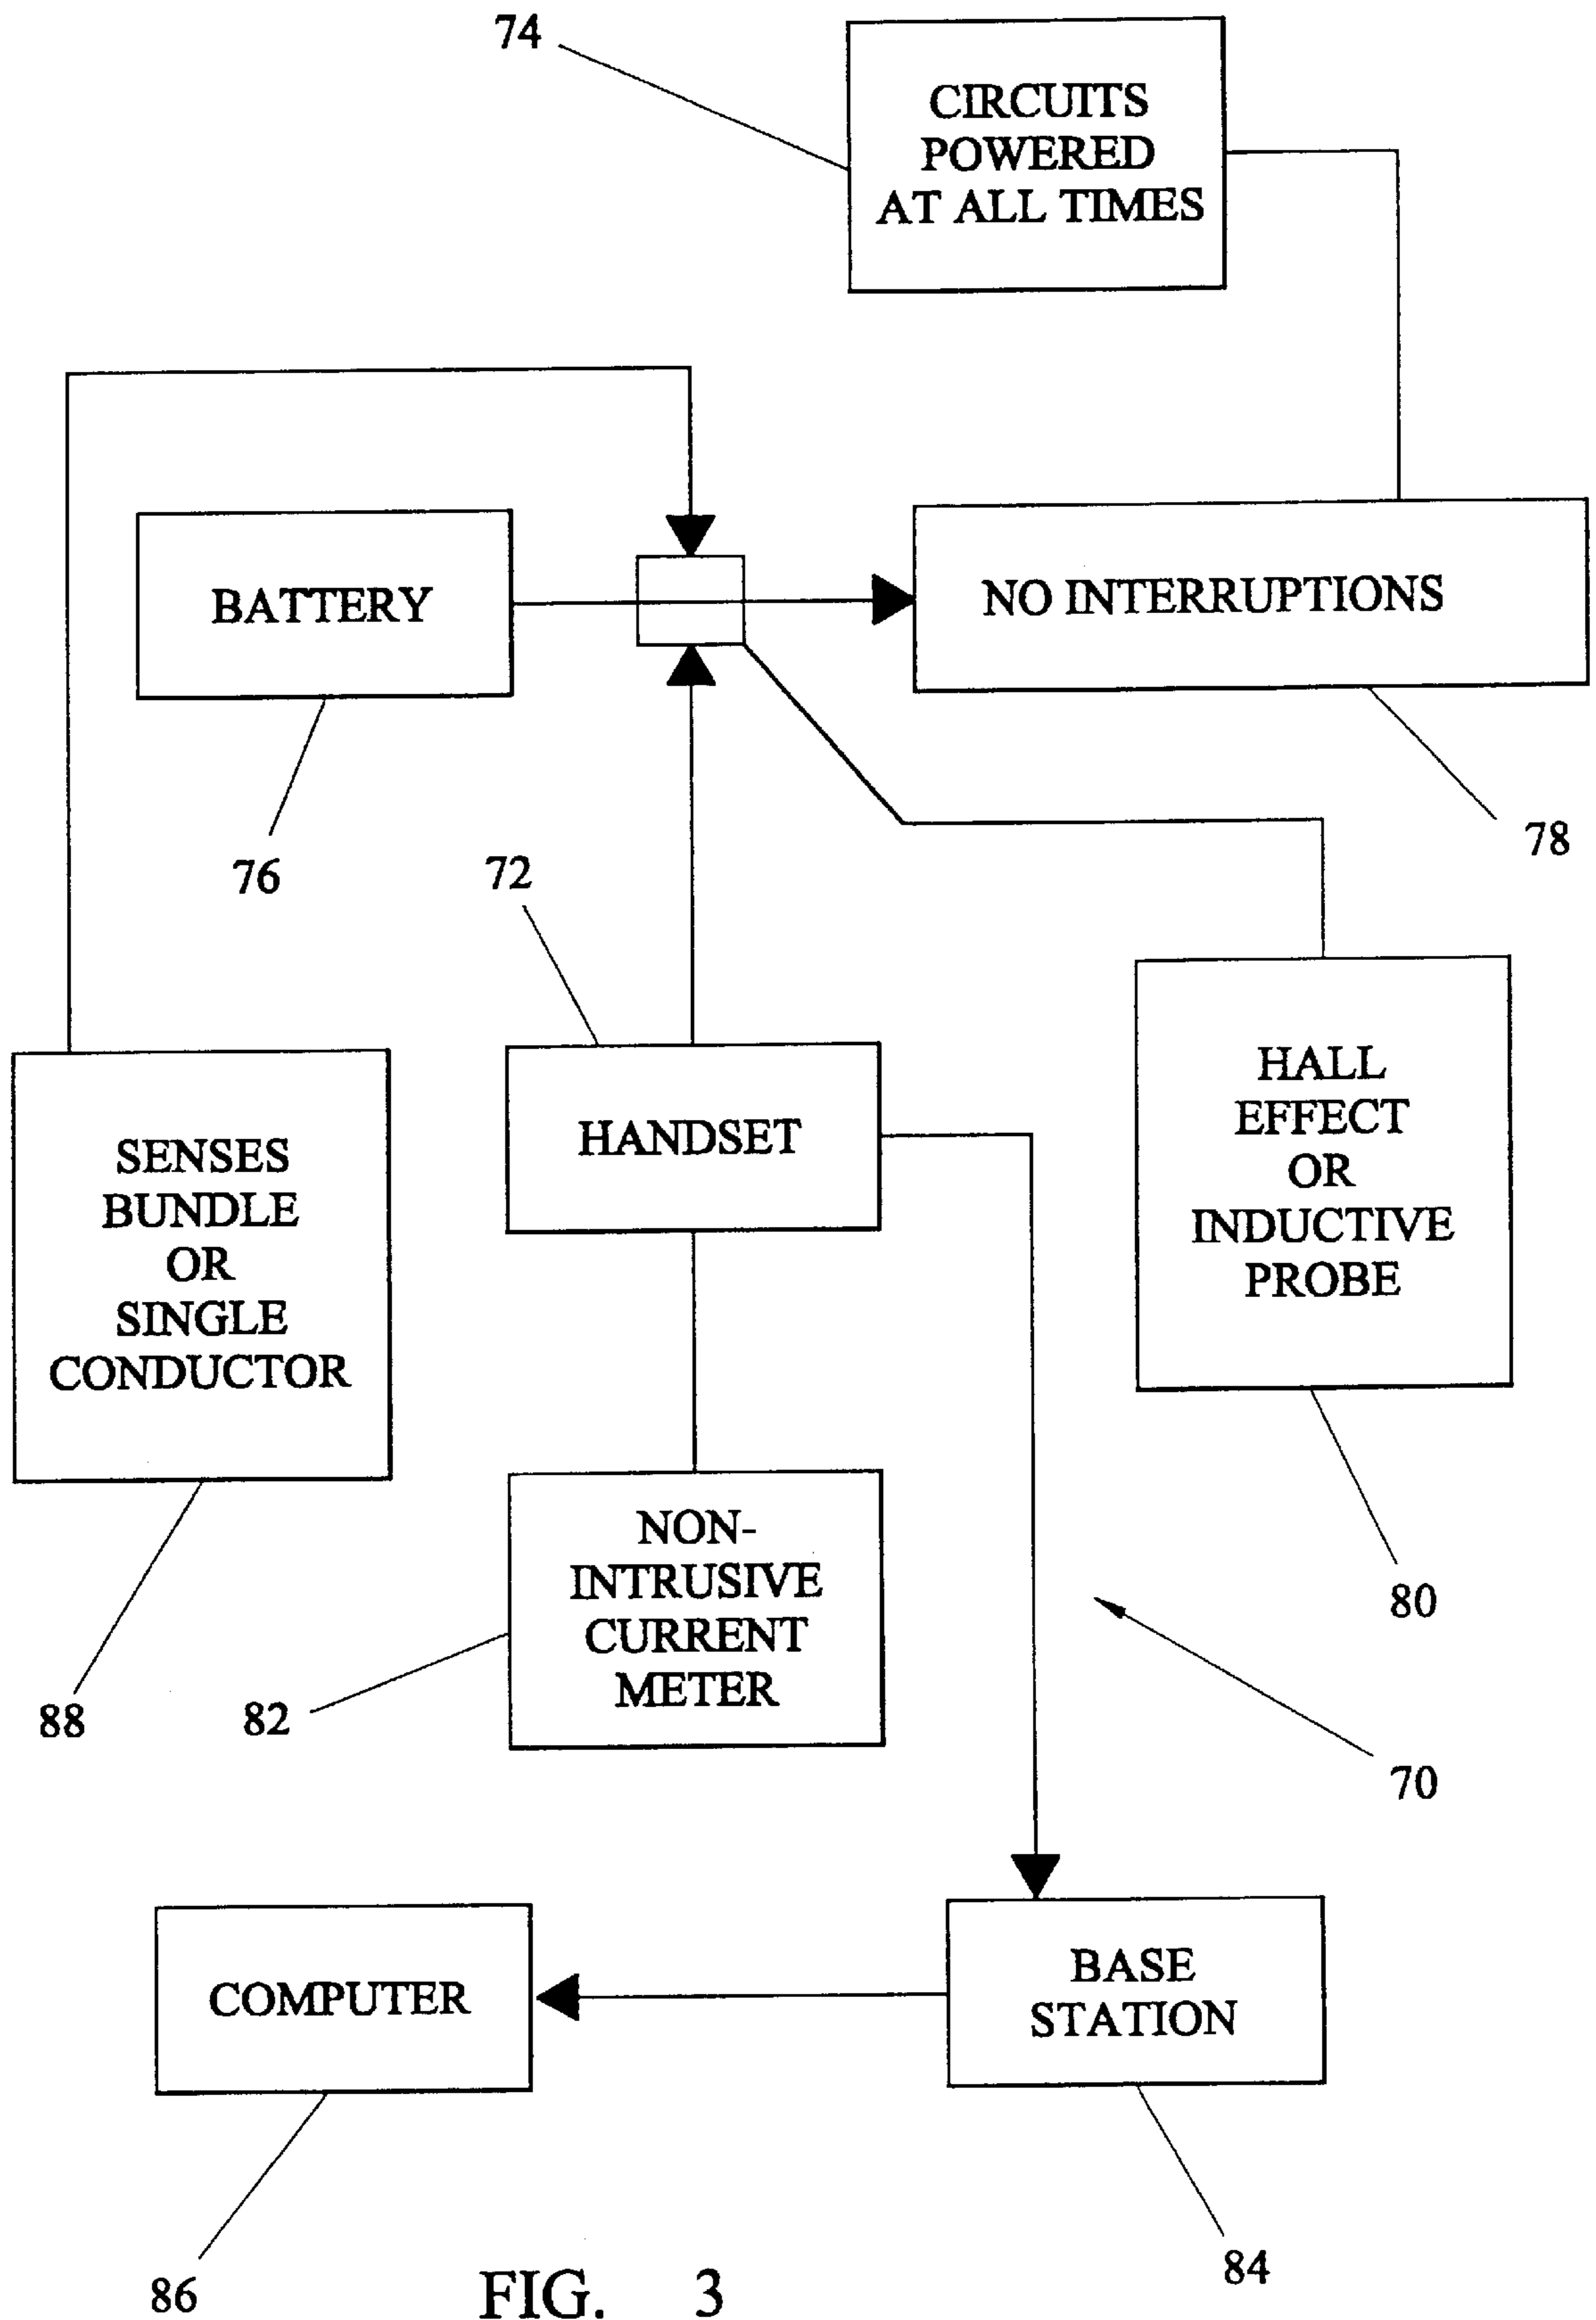 74
CIRCUITS
POWERED
AT ALL TIMES
BATTERY
NO INTERRUPTIONS
76
72
78
SENSES
BUNDLE
OR
SINGLE
CONDUCTOR
HANDSET
HALL
EFFECT
OR
INDUCTIVE
PROBE
NON-
INTRUSIVE
CURRENT
METER
88
82
80
70
COMPUTER
BASE
STATION
86
84
FIG. 3